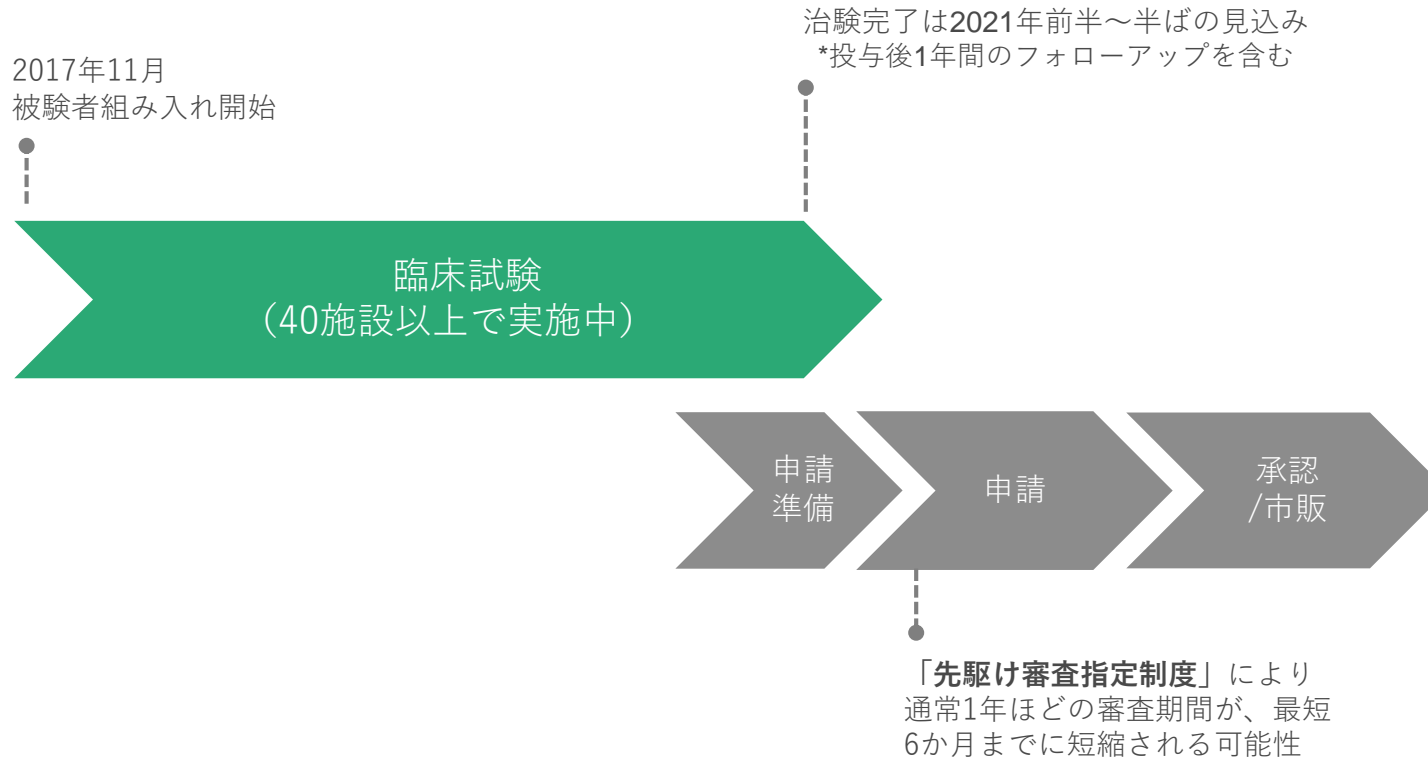 治験完了は2021年前半~半ばの見込み
*投与後1年間のフォローアップを含む
2017年11月
被験者組み入れ開始
臨床試験
（40施設以上で実施中）
申請
準備
申請
承認
/市販
「先駆け審査指定制度」により
通常1年ほどの審査期間が、最短
6か月までに短縮される可能性